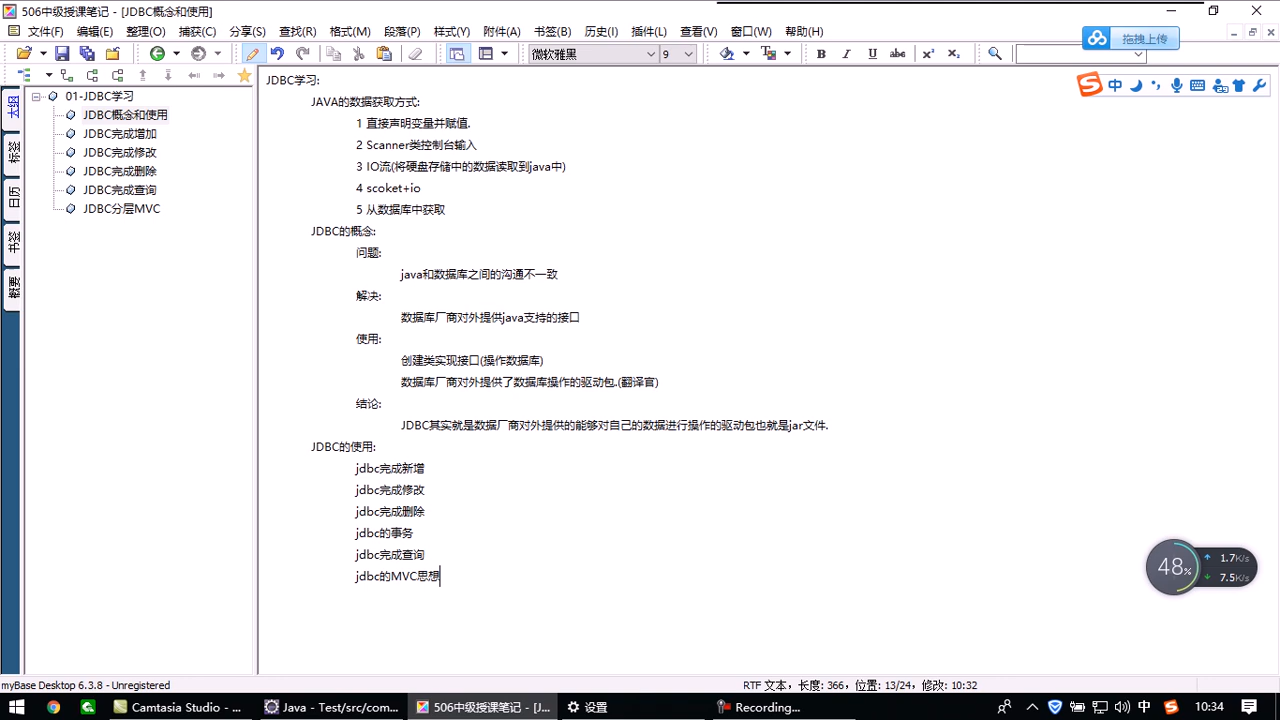 506中级授课笔记 - [JDBC概念和使用]
文件(F) 编辑(E) 整理(O) 捕获(C) 分享(S) 查找(R) 格式(M) 段落(P) 样式(Y) 附件(A) 书签(B) 历史(I) 插件(L) 查看(V) 窗口(W) 帮助(H)
拖拽上传
微软雅黑 9 B I U abc x² x₂
中
大纲
标签
日历
书签
01-JDBC学习
JDBC概念和使用
JDBC完成增加
JDBC完成修改
JDBC完成删除
JDBC完成查询
JDBC分层MVC
JDBC学习:
JAVA的数据获取方式:
1 直接声明变量并赋值.
2 Scanner类控制台输入
3 IO流(将硬盘存储中的数据读取到java中)
4 scoket+io
5 从数据库中获取
JDBC的概念:
问题:
java和数据库之间的沟通不一致
解决:
数据库厂商对外提供java支持的接口
使用:
创建类实现接口(操作数据库)
数据库厂商对外提供了数据库操作的驱动包.(翻译官)
结论:
JDBC其实就是数据厂商对外提供的能够对自己的数据进行操作的驱动包也就是jar文件.
JDBC的使用:
jdbc完成新增
jdbc完成修改
jdbc完成删除
jdbc的事务
jdbc完成查询
jdbc的MVC思想
48%
1.7K/s
7.5K/s
myBase Desktop 6.3.8 - Unregistered
RTF 文本，长度: 366，位置: 13/24，修改: 10:32
Camtasia Studio - ...
Java - Test/src/com...
506中级授课笔记 - [J...
设置
Recording...
中
10:34